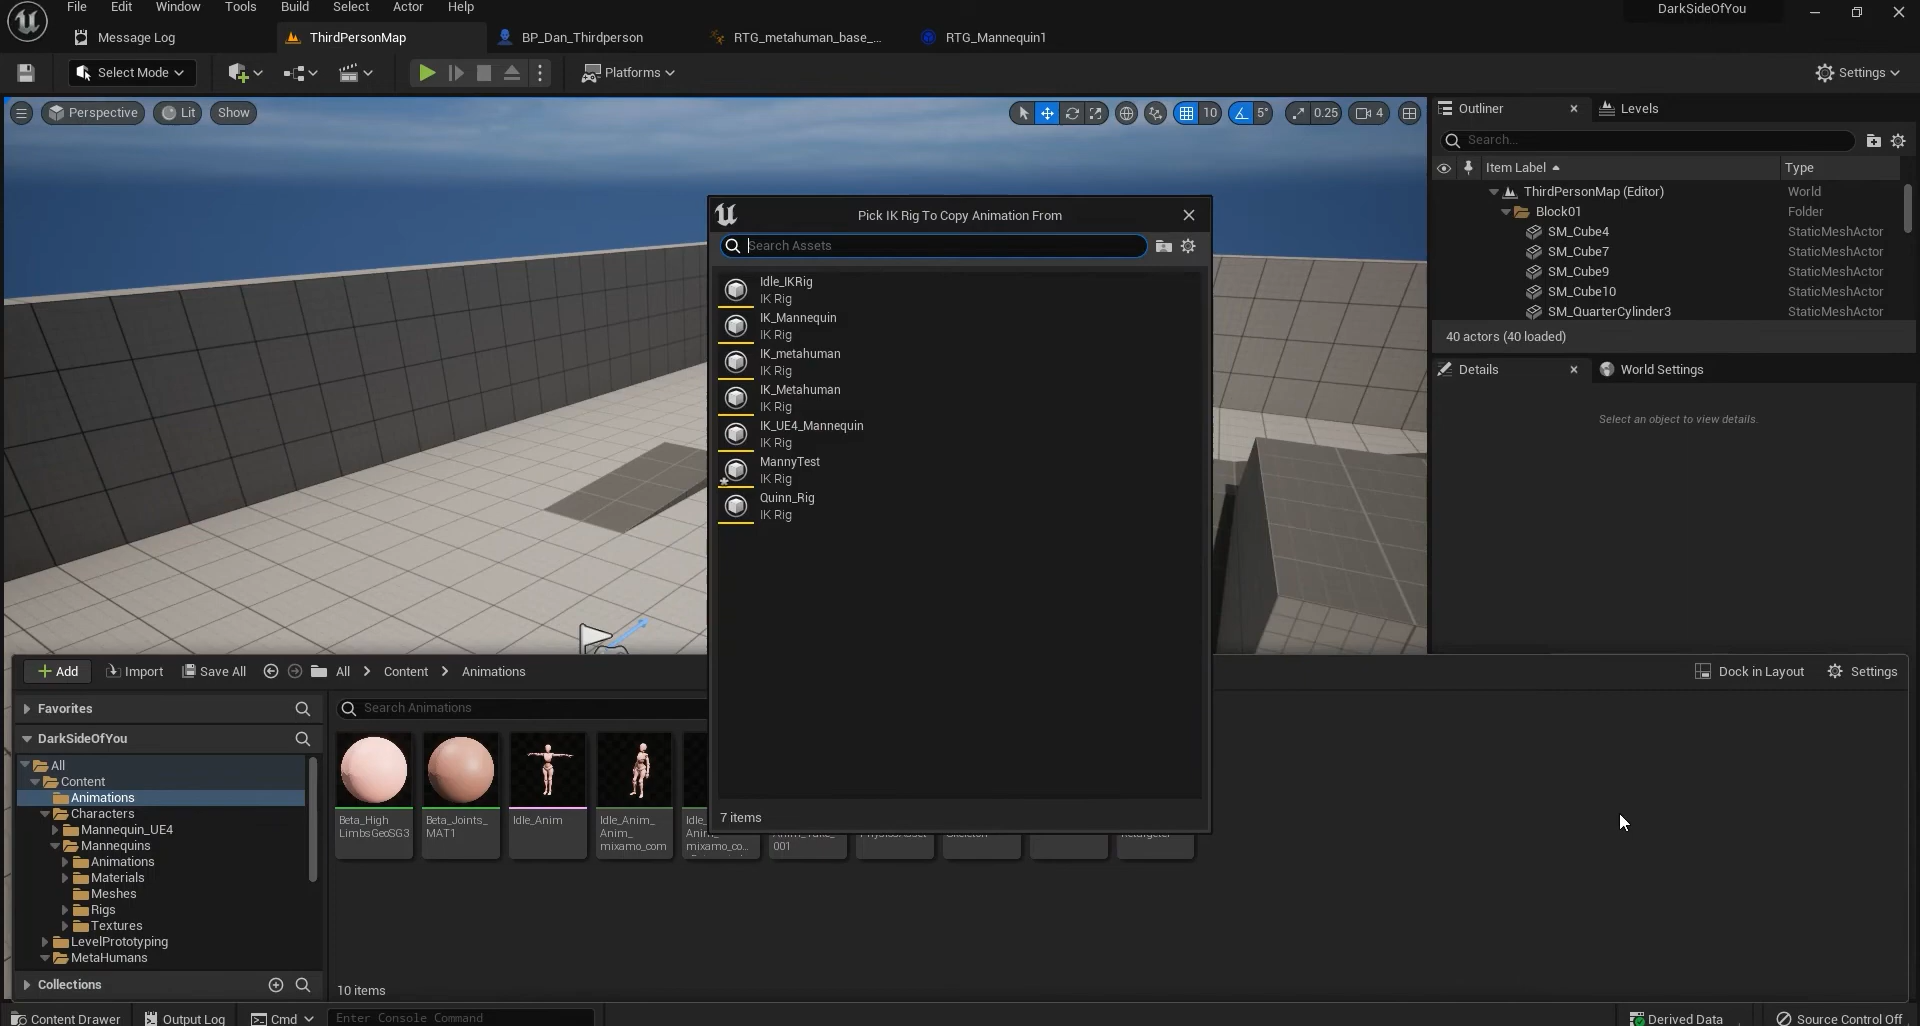 File Edit Window Tools Build Select Actor Help DarkSideOfYou
Message Log ThirdPersonMap BP_Dan_Thirdperson RTG_metahuman_base_... RTG_Mannequin1
Select Mode Platforms Settings
Perspective Lit Show 10 5° 0.25 4
Outliner Levels
Search...
Item Label Type
ThirdPersonMap (Editor) World
Block01 Folder
SM_Cube4 StaticMeshActor
SM_Cube7 StaticMeshActor
SM_Cube9 StaticMeshActor
SM_Cube10 StaticMeshActor
SM_QuarterCylinder3 StaticMeshActor
40 actors (40 loaded)
Details World Settings
Select an object to view details.
Pick IK Rig To Copy Animation From
Search Assets
Idle_IKRig
IK Rig
IK_Mannequin
IK Rig
IK_metahuman
IK Rig
IK_Metahuman
IK Rig
IK_UE4_Mannequin
IK Rig
MannyTest
IK Rig
Quinn_Rig
IK Rig
7 items
Add Import Save All All Content Animations Dock in Layout Settings
Favorites
DarkSideOfYou
All
Content
Animations
Characters
Mannequin_UE4
Mannequins
Animations
Materials
Meshes
Rigs
Textures
LevelPrototyping
MetaHumans
Collections
Search Animations
Beta_High
LimbsGeoSG3
Beta_Joints_
MAT1
Idle_Anim
Idle_Anim_
Anim_
mixamo_com
Idle_
Anim_
mixamo_co...
Anim_Take_
001
10 items
Content Drawer Output Log Cmd Enter Console Command Derived Data Source Control Off